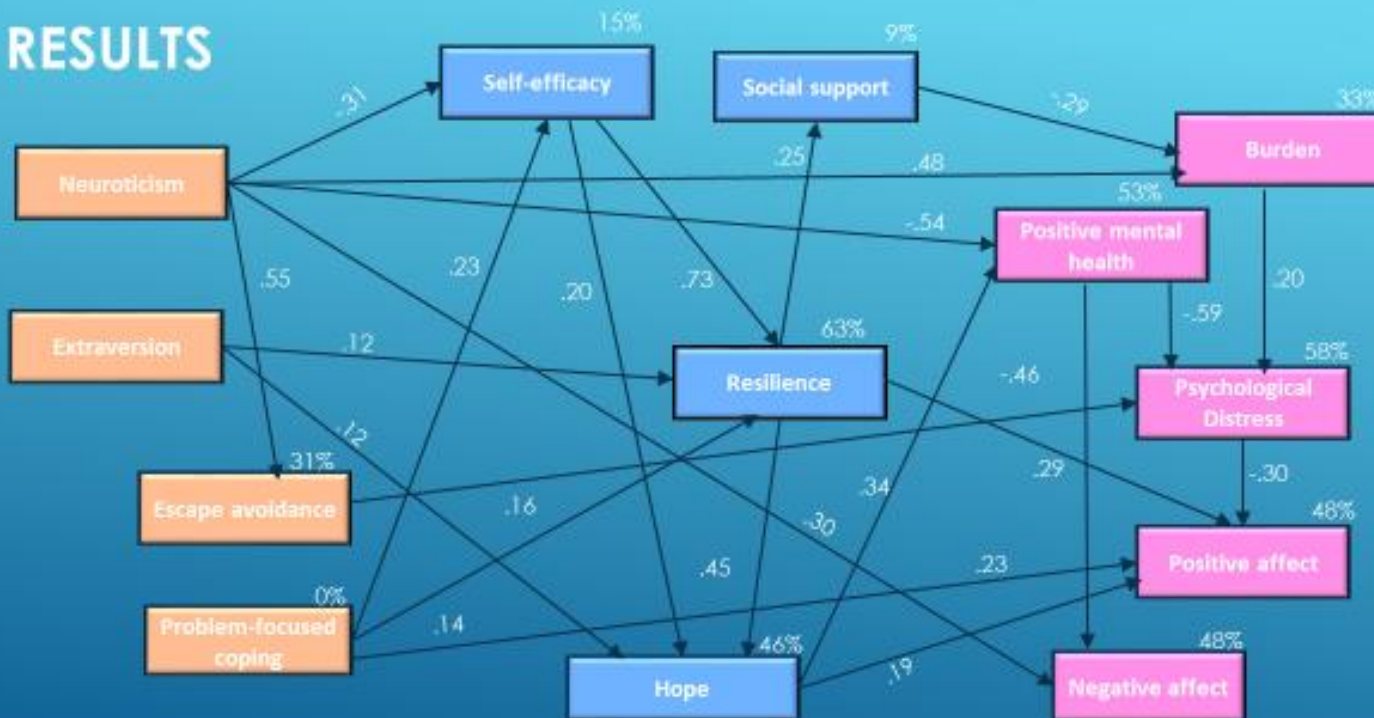 RESULTS
15%
Self-efficacy
9%
Social support
33%
Burden
-.31
-.29
Neuroticism
.25
.48
53%
Positive mental
health
-.54
.55
.23
.20
.73
-.59
.20
Extraversion
.12
63%
Resilience
-.46
58%
Psychological
Distress
-.12
31%
Escape avoidance
.16
-.30
.34
.29
-.30
48%
Positive affect
.45
.23
0%
Problem-focused
coping
.14
46%
Hope
.19
48%
Negative affect